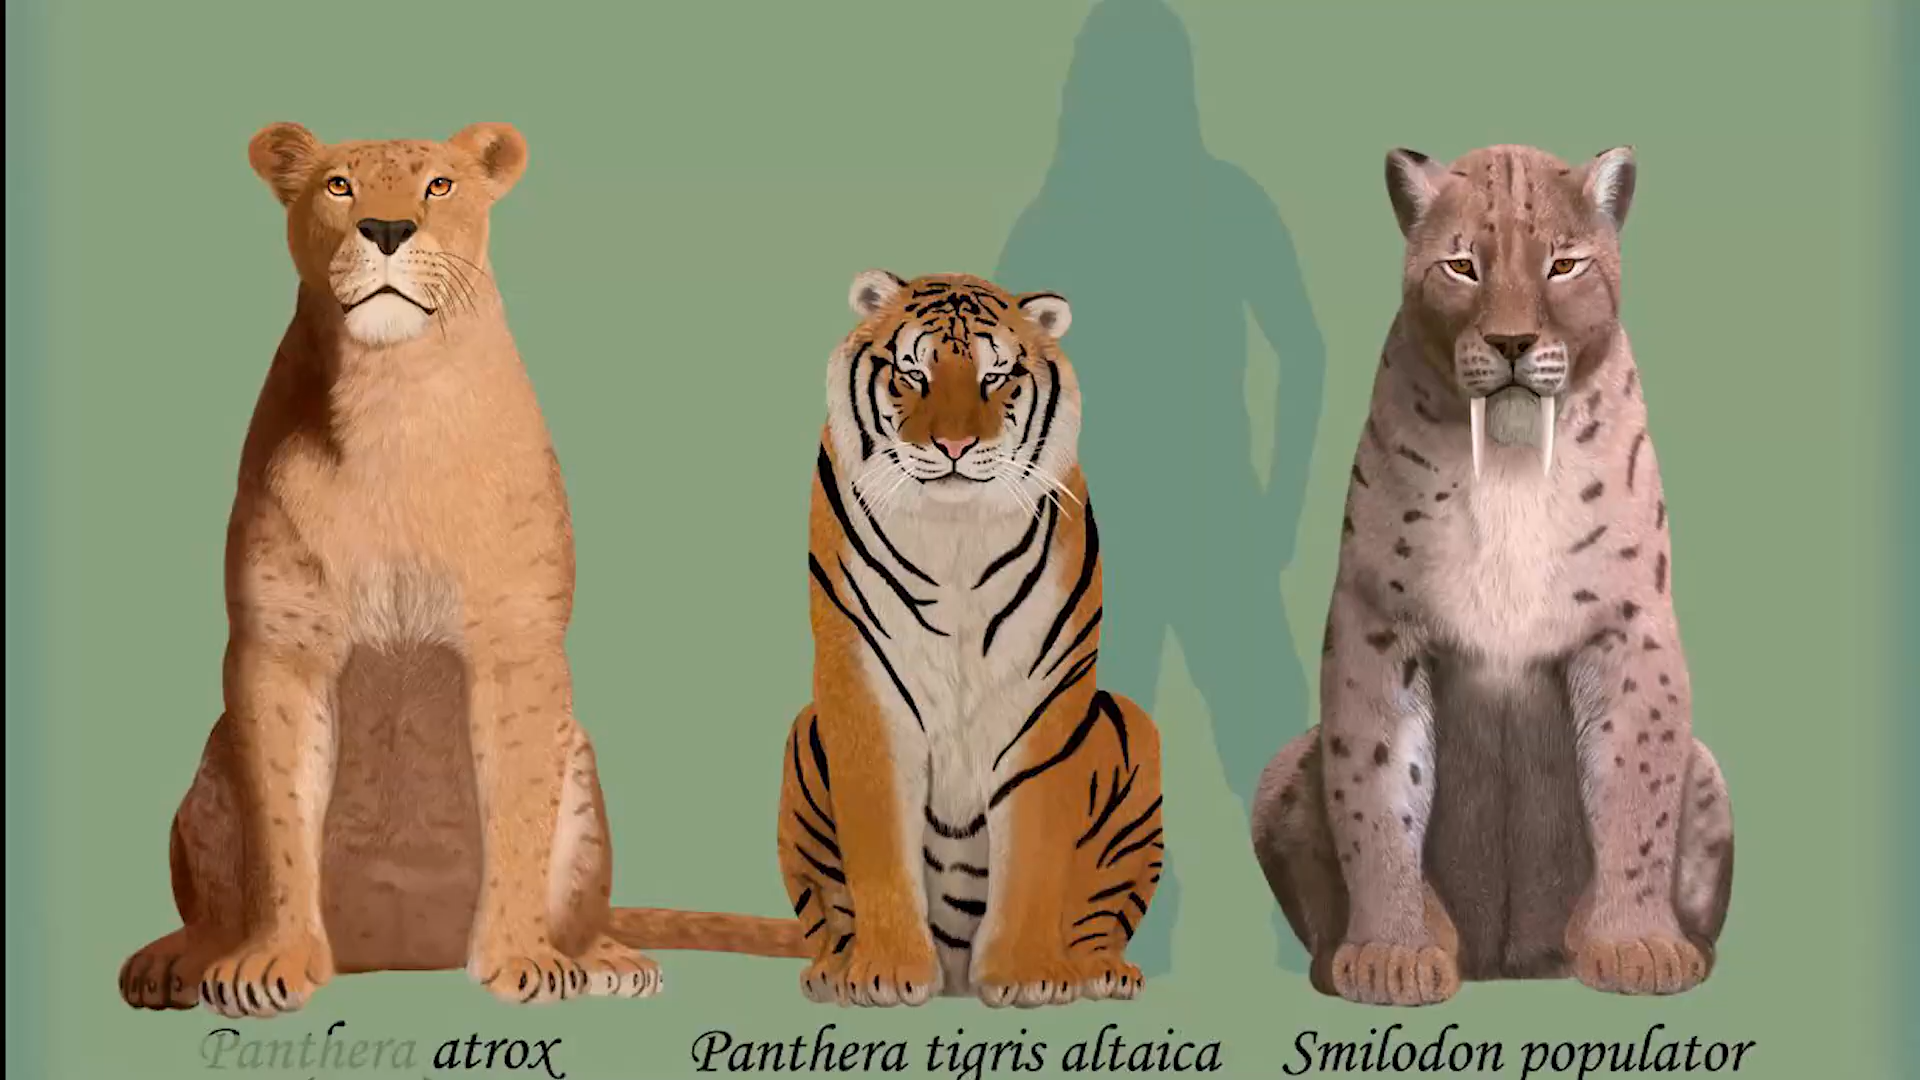 Panthera atrox
Panthera tigris altaica
Smilodon populator